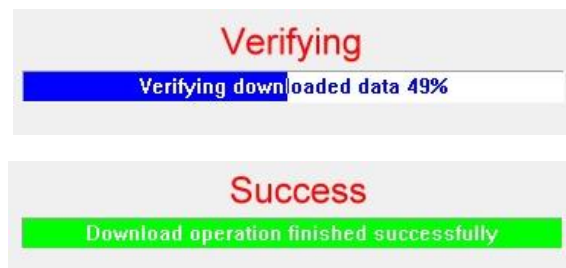 Verifying
Verifying downloaded data 49%
Success
Download operation finished successfully